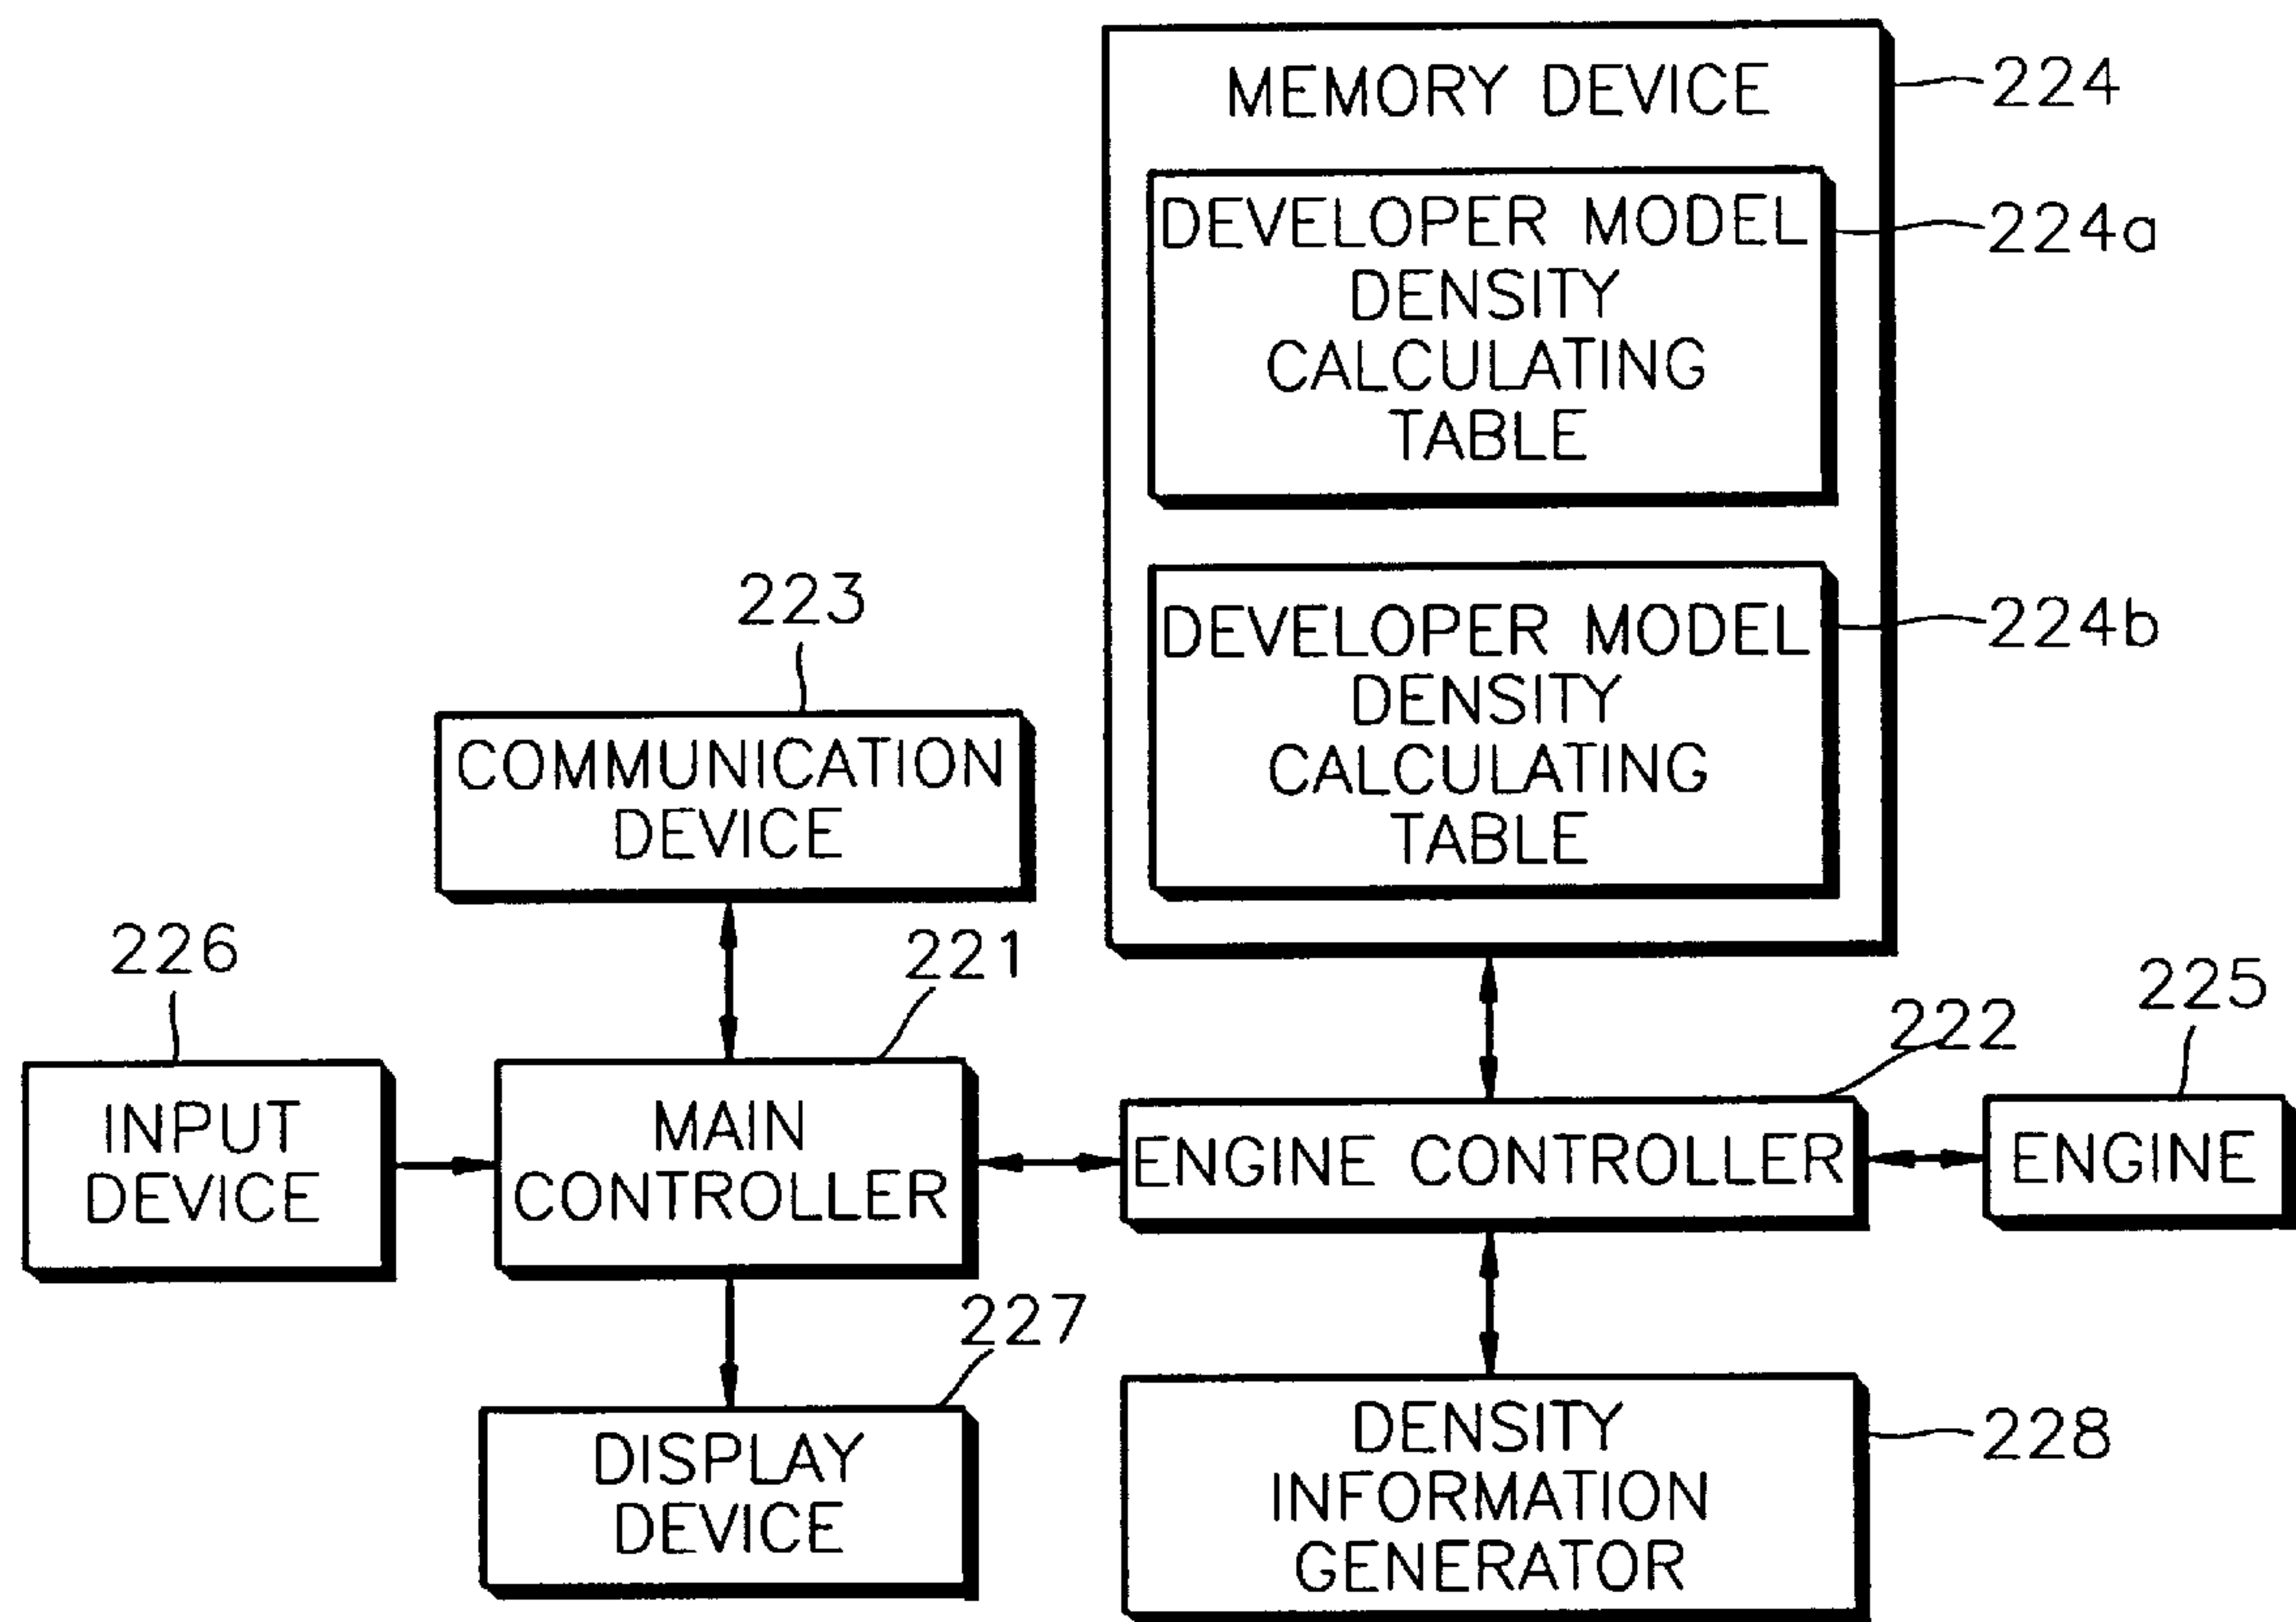 MEMORY DEVICE
224
DEVELOPER MODEL
DENSITY
CALCULATING
TABLE
224a
DEVELOPER MODEL
DENSITY
CALCULATING
TABLE
224b
223
COMMUNICATION
DEVICE
226
INPUT
DEVICE
221
MAIN
CONTROLLER
222
ENGINE CONTROLLER
225
ENGINE
227
DISPLAY
DEVICE
DENSITY
INFORMATION
GENERATOR
228